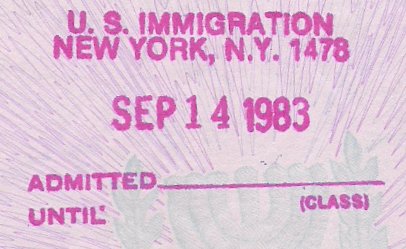 U. S. IMMIGRATION
NEW YORK, N.Y. 1478
SEP 14 1983
ADMITTED
(CLASS)
UNTIL: